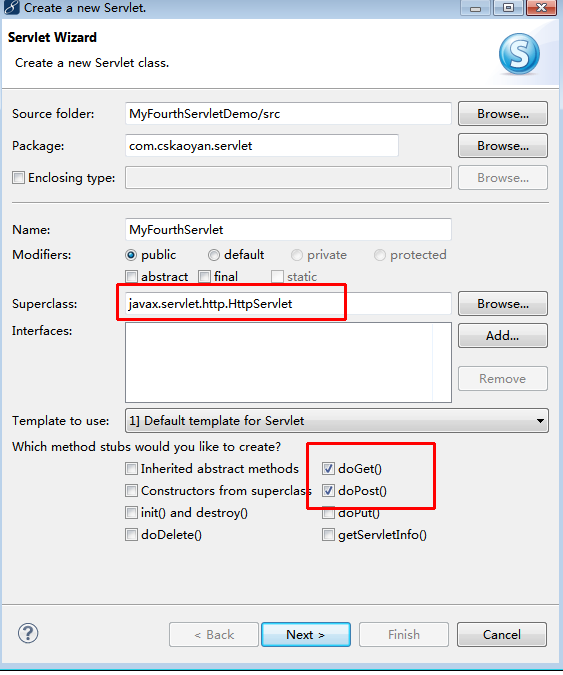 Create a new Servlet.
Servlet Wizard
Create a new Servlet class.
S
Source folder: MyFourthServletDemo/src Browse...
Package: com.cskaoyan.servlet Browse...
Enclosing type: Browse...
Name: MyFourthServlet
Modifiers: public default private protected
abstract final static
Superclass: javax.servlet.http.HttpServlet Browse...
Interfaces: Add...
Remove
Template to use: 1] Default template for Servlet
Which method stubs would you like to create?
Inherited abstract methods doGet()
Constructors from superclass doPost()
init() and destroy() doPut()
doDelete() getServletInfo()
? < Back Next > Finish Cancel